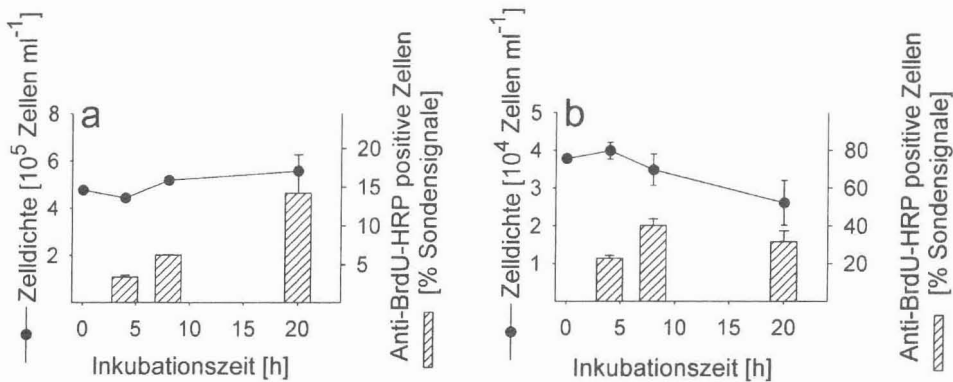 a
Zelldichte [10⁵ Zellen ml⁻¹]
8
6
4
2
20
15
10
5
Anti-BrdU-HRP positive Zellen
[% Sondensignale]
0 5 10 15 20
Inkubationszeit [h]
b
Zelldichte [10⁴ Zellen ml⁻¹]
5
4
3
2
1
80
60
40
20
Anti-BrdU-HRP positive Zellen
[% Sondensignale]
0 5 10 15 20
Inkubationszeit [h]